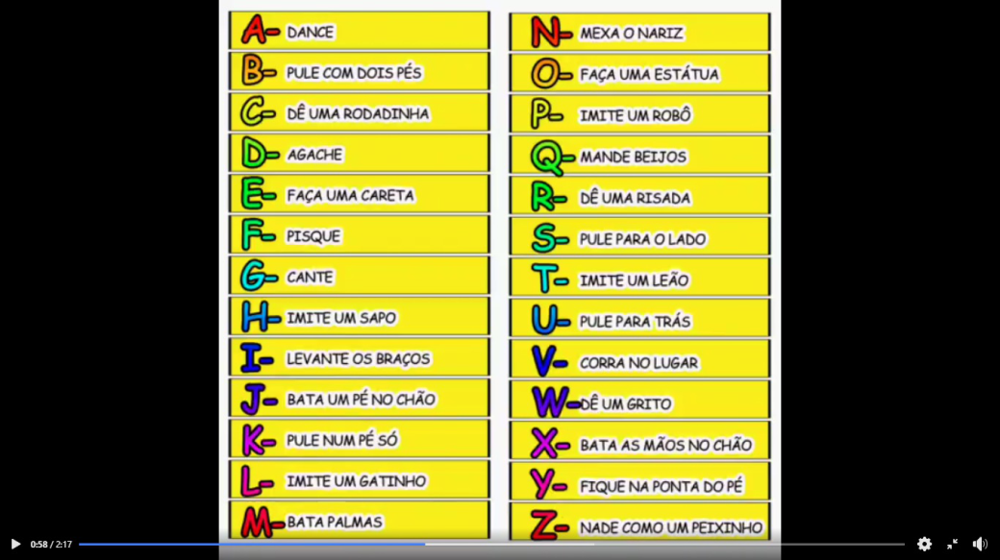 A- DANCE
B- PULE COM DOIS PÉS
C- DÊ UMA RODADINHA
D- AGACHE
E- FAÇA UMA CARETA
F- PISQUE
G- CANTE
H- IMITE UM SAPO
I- LEVANTE OS BRAÇOS
J- BATA UM PÉ NO CHÃO
K- PULE NUM PÉ SÓ
L- IMITE UM GATINHO
M- BATA PALMAS
N- MEXA O NARIZ
O- FAÇA UMA ESTÁTUA
P- IMITE UM ROBÔ
Q- MANDE BEIJOS
R- DÊ UMA RISADA
S- PULE PARA O LADO
T- IMITE UM LEÃO
U- PULE PARA TRÁS
V- CORRA NO LUGAR
W- DÊ UM GRITO
X- BATA AS MÃOS NO CHÃO
Y- FIQUE NA PONTA DO PÉ
Z- NADE COMO UM PEIXINHO
0:58 / 2:17